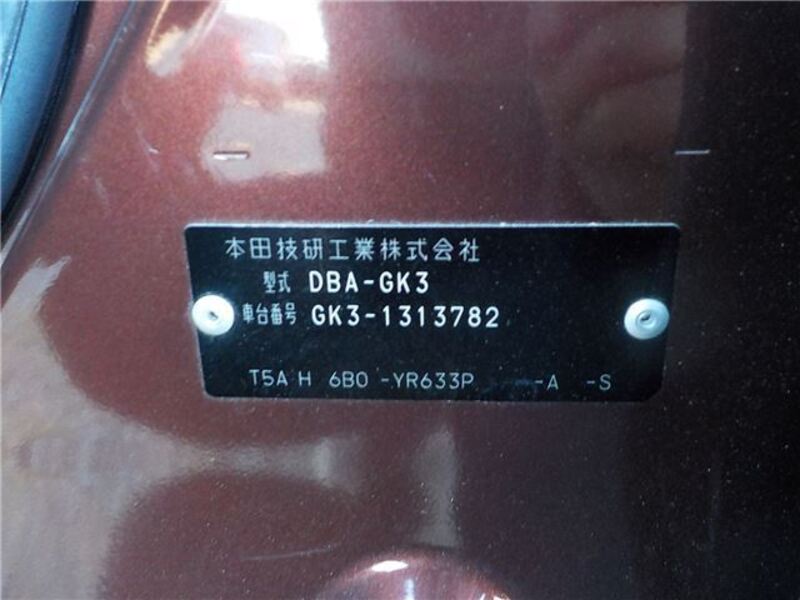 本田技研工業株式会社
型式 DBA-GK3
車台番号 GK3-1313782
T5A H 6B0 -YR633P -A -S